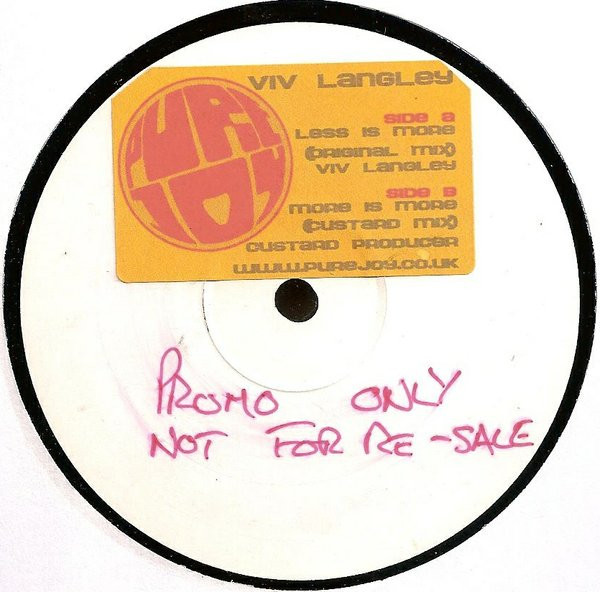 PURE
JOY
VIV LANGLEY
SIDE A
LESS IS MORE
(ORIGINAL MIX)
VIV LANGLEY
SIDE B
MORE IS MORE
(CUSTARD MIX)
CUSTARD PRODUCER
WWW.PUREJOY.CO.UK
PROMO ONLY
NOT FOR RE-SALE